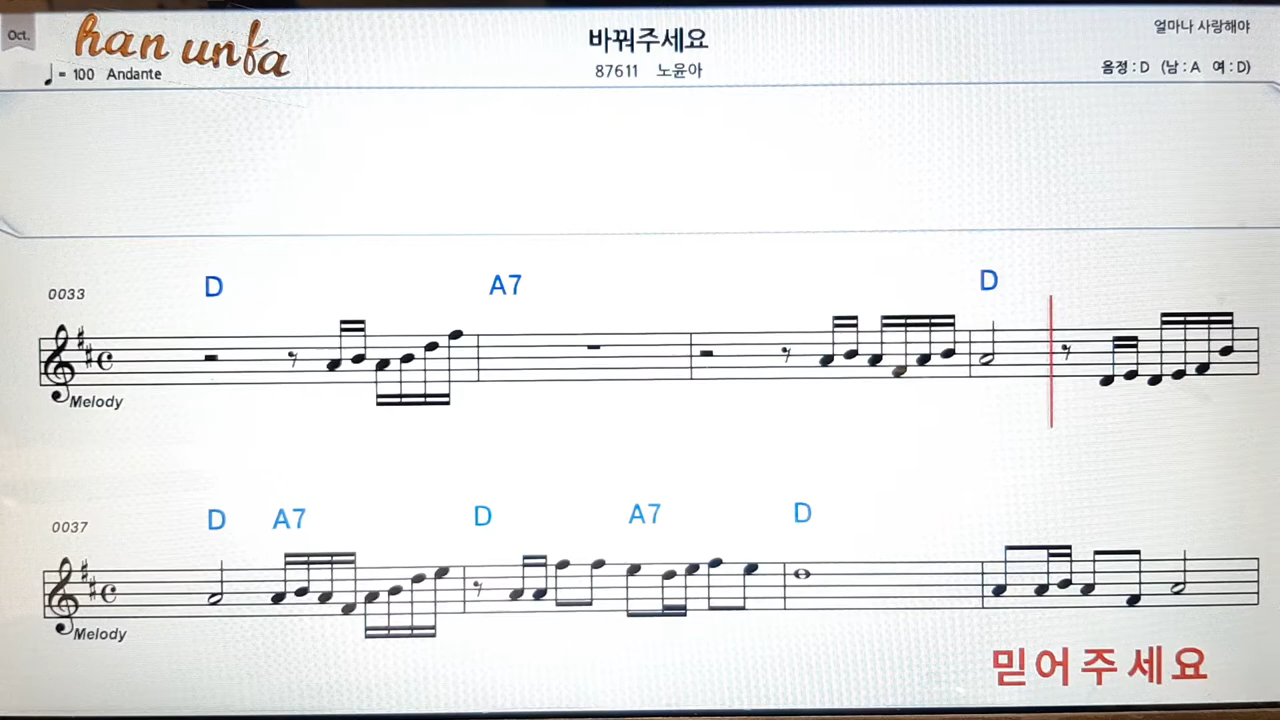 Oct.
han unfa
바꿔주세요
얼마나 사랑해야
= 100 Andante
87611 노윤아
음정 : D (남 : A 여 : D)
D A7 D
0033
Melody
D A7 D A7 D
0037
Melody
믿어주세요